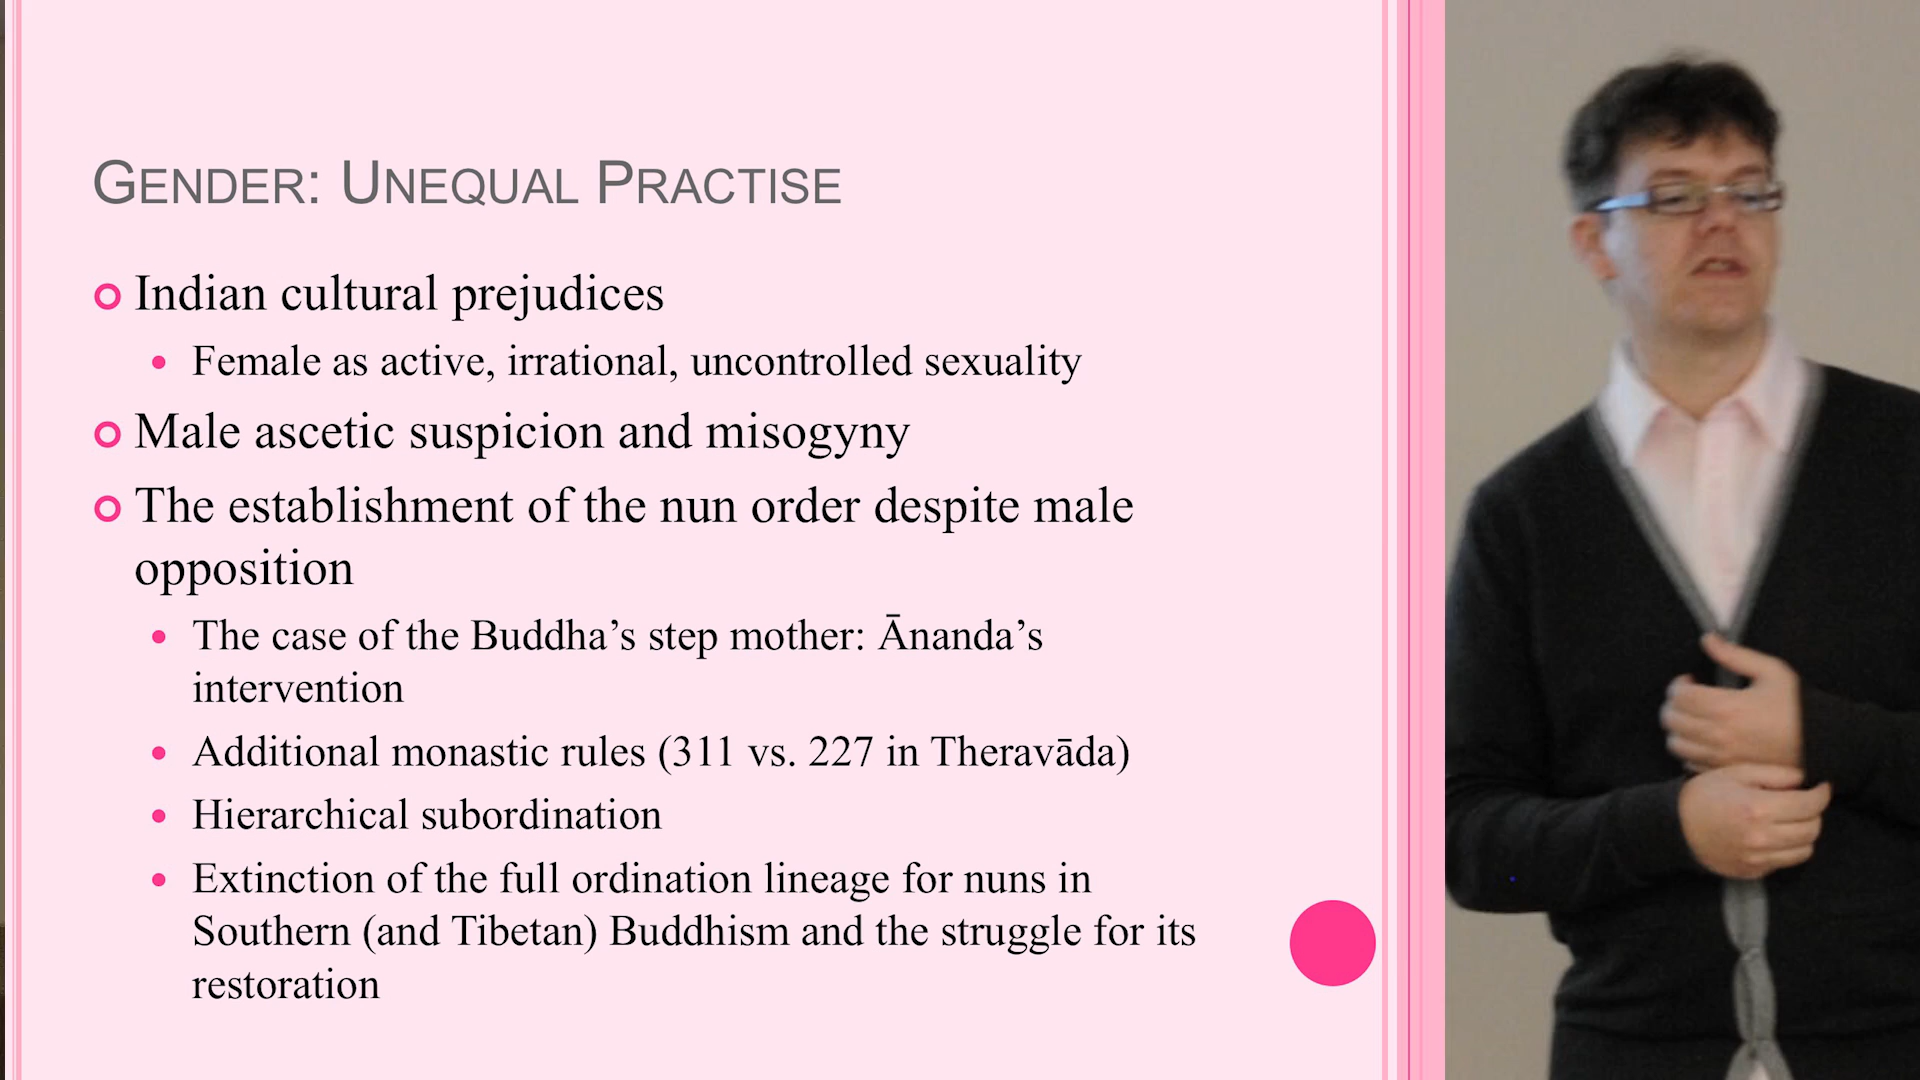 Gender: Unequal Practise
Indian cultural prejudices
Female as active, irrational, uncontrolled sexuality
Male ascetic suspicion and misogyny
The establishment of the nun order despite male
opposition
The case of the Buddha’s step mother: Ānanda’s
intervention
Additional monastic rules (311 vs. 227 in Theravāda)
Hierarchical subordination
Extinction of the full ordination lineage for nuns in
Southern (and Tibetan) Buddhism and the struggle for its
restoration